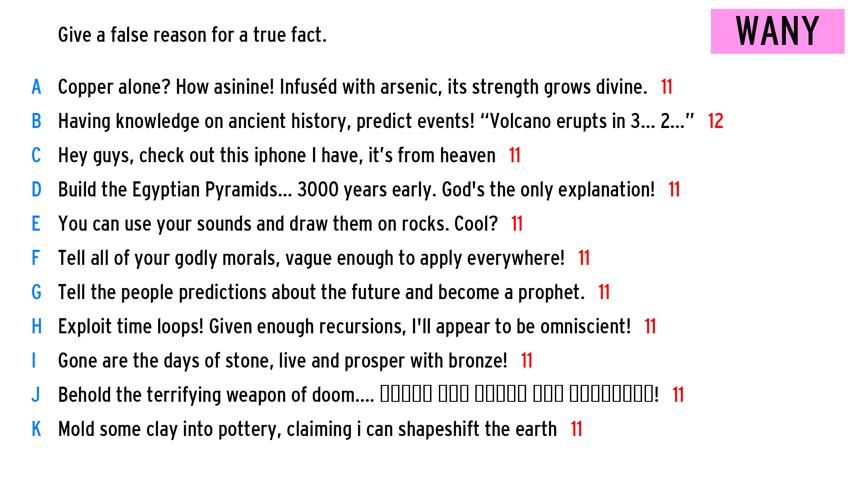 Give a false reason for a true fact.
WANY
A Copper alone? How asinine! Infuséd with arsenic, its strength grows divine. 11
B Having knowledge on ancient history, predict events! “Volcano erupts in 3... 2...” 12
C Hey guys, check out this iphone I have, it’s from heaven 11
D Build the Egyptian Pyramids... 3000 years early. God's the only explanation! 11
E You can use your sounds and draw them on rocks. Cool? 11
F Tell all of your godly morals, vague enough to apply everywhere! 11
G Tell the people predictions about the future and become a prophet. 11
H Exploit time loops! Given enough recursions, I'll appear to be omniscient! 11
I Gone are the days of stone, live and prosper with bronze! 11
J Behold the terrifying weapon of doom.... ! 11
K Mold some clay into pottery, claiming i can shapeshift the earth 11